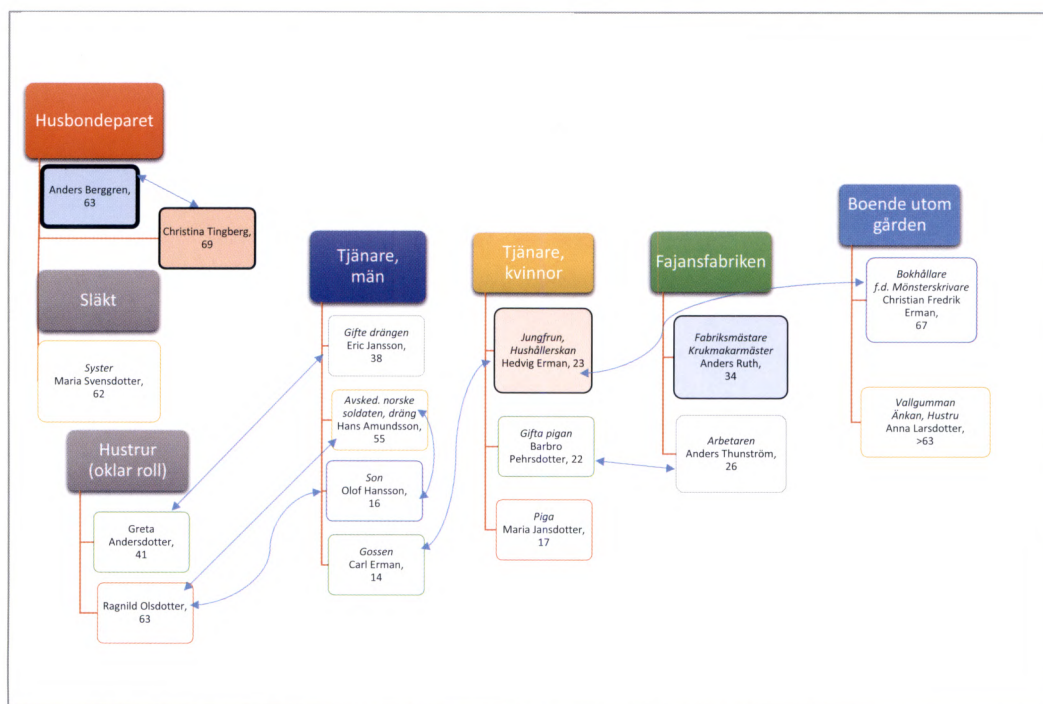 Husbondeparet
Anders Berggren,
63
Christina Tingberg,
69
Släkt
Syster
Maria Svensdotter,
62
Hustrur
(oklar roll)
Greta
Andersdotter,
41
Ragnild Olsdotter,
63
Tjänare,
män
Gifte drängen
Eric Jansson,
38
Avsked. norske
soldaten, dräng
Hans Amundsson,
55
Son
Olof Hansson,
16
Gossen
Carl Erman,
14
Tjänare,
kvinnor
Jungfrun,
Hushållerskan
Hedvig Erman, 23
Gifta pigan
Barbro
Pehrsdotter, 22
Piga
Maria Jansdotter,
17
Fajansfabriken
Fabriksmästare
Krukmakarmäster
Anders Ruth,
34
Arbetaren
Anders Thunström,
26
Boende utom
gården
Bokhållare
f.d. Mönsterskrivare
Christian Fredrik
Erman,
67
Vallgumman
Änkan, Hustru
Anna Larsdotter,
>63